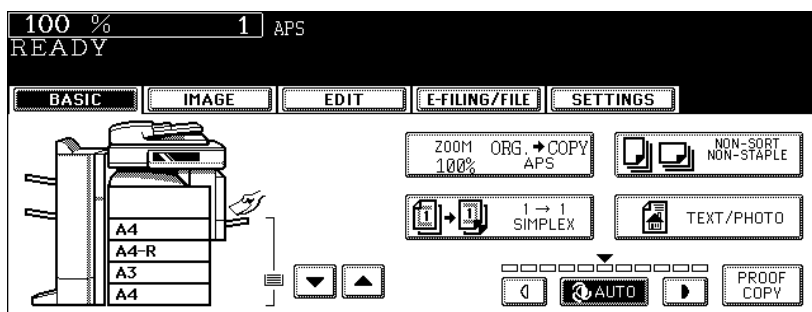 100 % 1 APS
READY
BASIC IMAGE EDIT E-FILING/FILE SETTINGS
ZOOM ORG.➔COPY
100% APS
NON-SORT
NON-STAPLE
1 → 1
SIMPLEX
TEXT/PHOTO
A4
A4-R
A3
A4
AUTO
PROOF
COPY